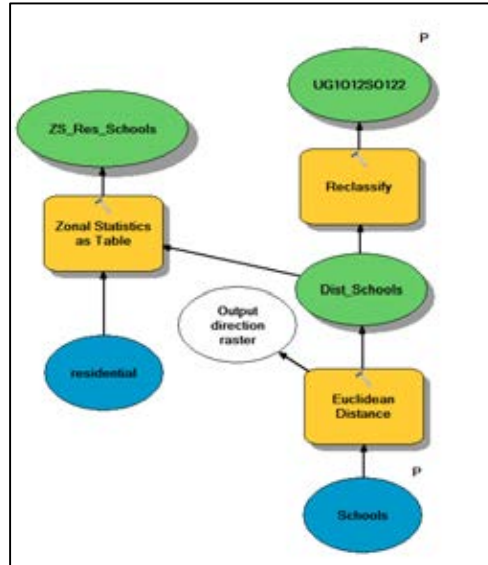 P
UG1O12SO122
ZS_Res_Schools
Reclassify
Zonal Statistics
as Table
Dist_Schools
Output
direction
raster
residential
Euclidean
Distance
P
Schools